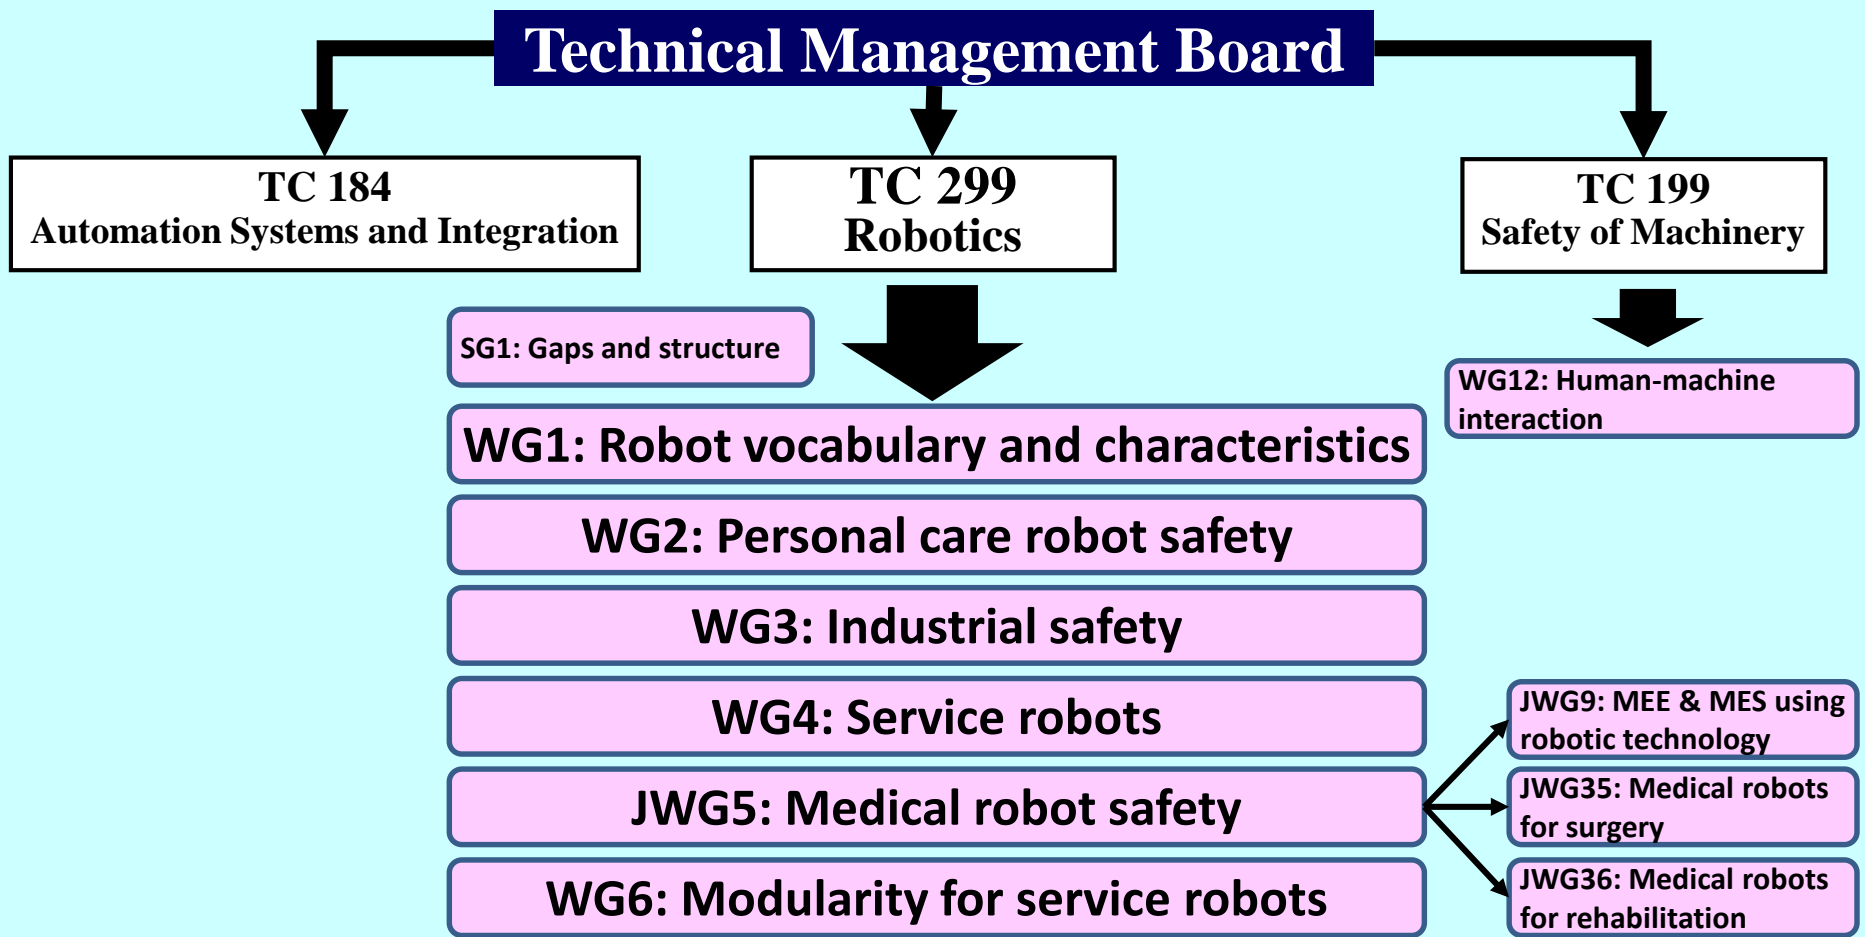 Technical Management Board
TC 184
Automation Systems and Integration
TC 299
Robotics
TC 199
Safety of Machinery
SG1: Gaps and structure
WG12: Human-machine
interaction
WG1: Robot vocabulary and characteristics
WG2: Personal care robot safety
WG3: Industrial safety
WG4: Service robots
JWG5: Medical robot safety
WG6: Modularity for service robots
JWG9: MEE & MES using
robotic technology
JWG35: Medical robots
for surgery
JWG36: Medical robots
for rehabilitation